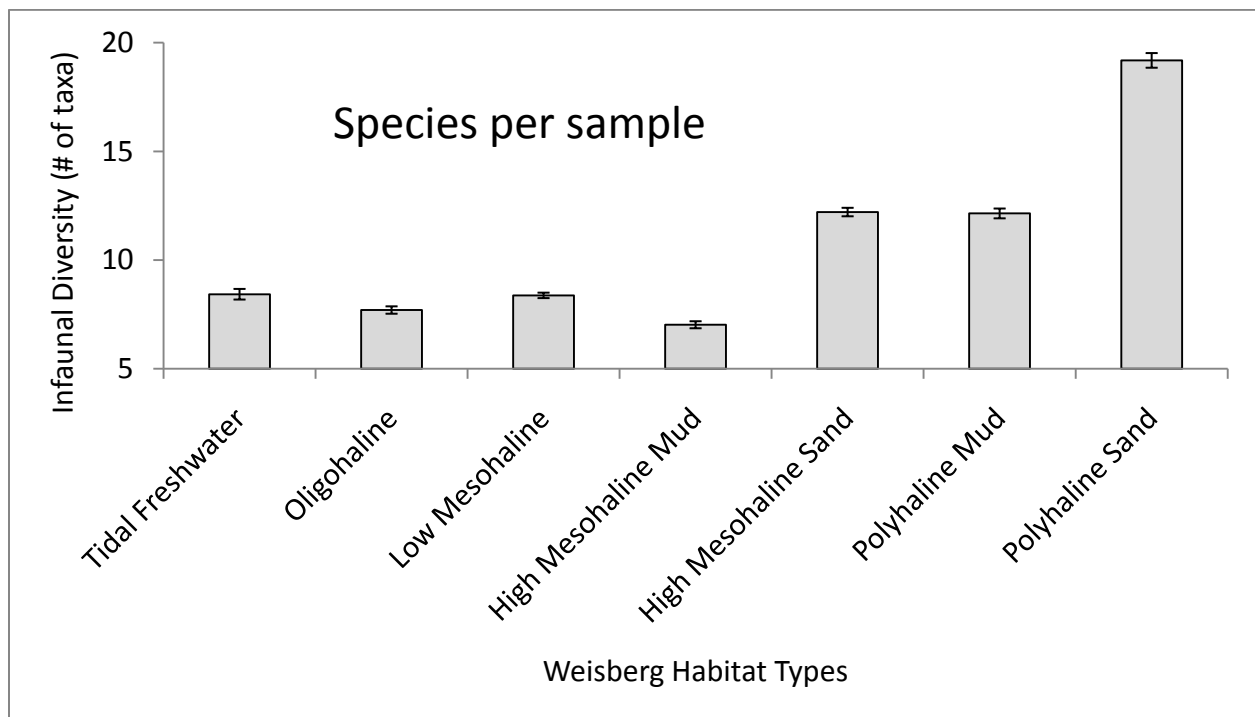 Infaunal Diversity (# of taxa)
20
15
10
5
Species per sample
Tidal Freshwater
Oligohaline
Low Mesohaline
High Mesohaline Mud
High Mesohaline Sand
Polyhaline Mud
Polyhaline Sand
Weisberg Habitat Types